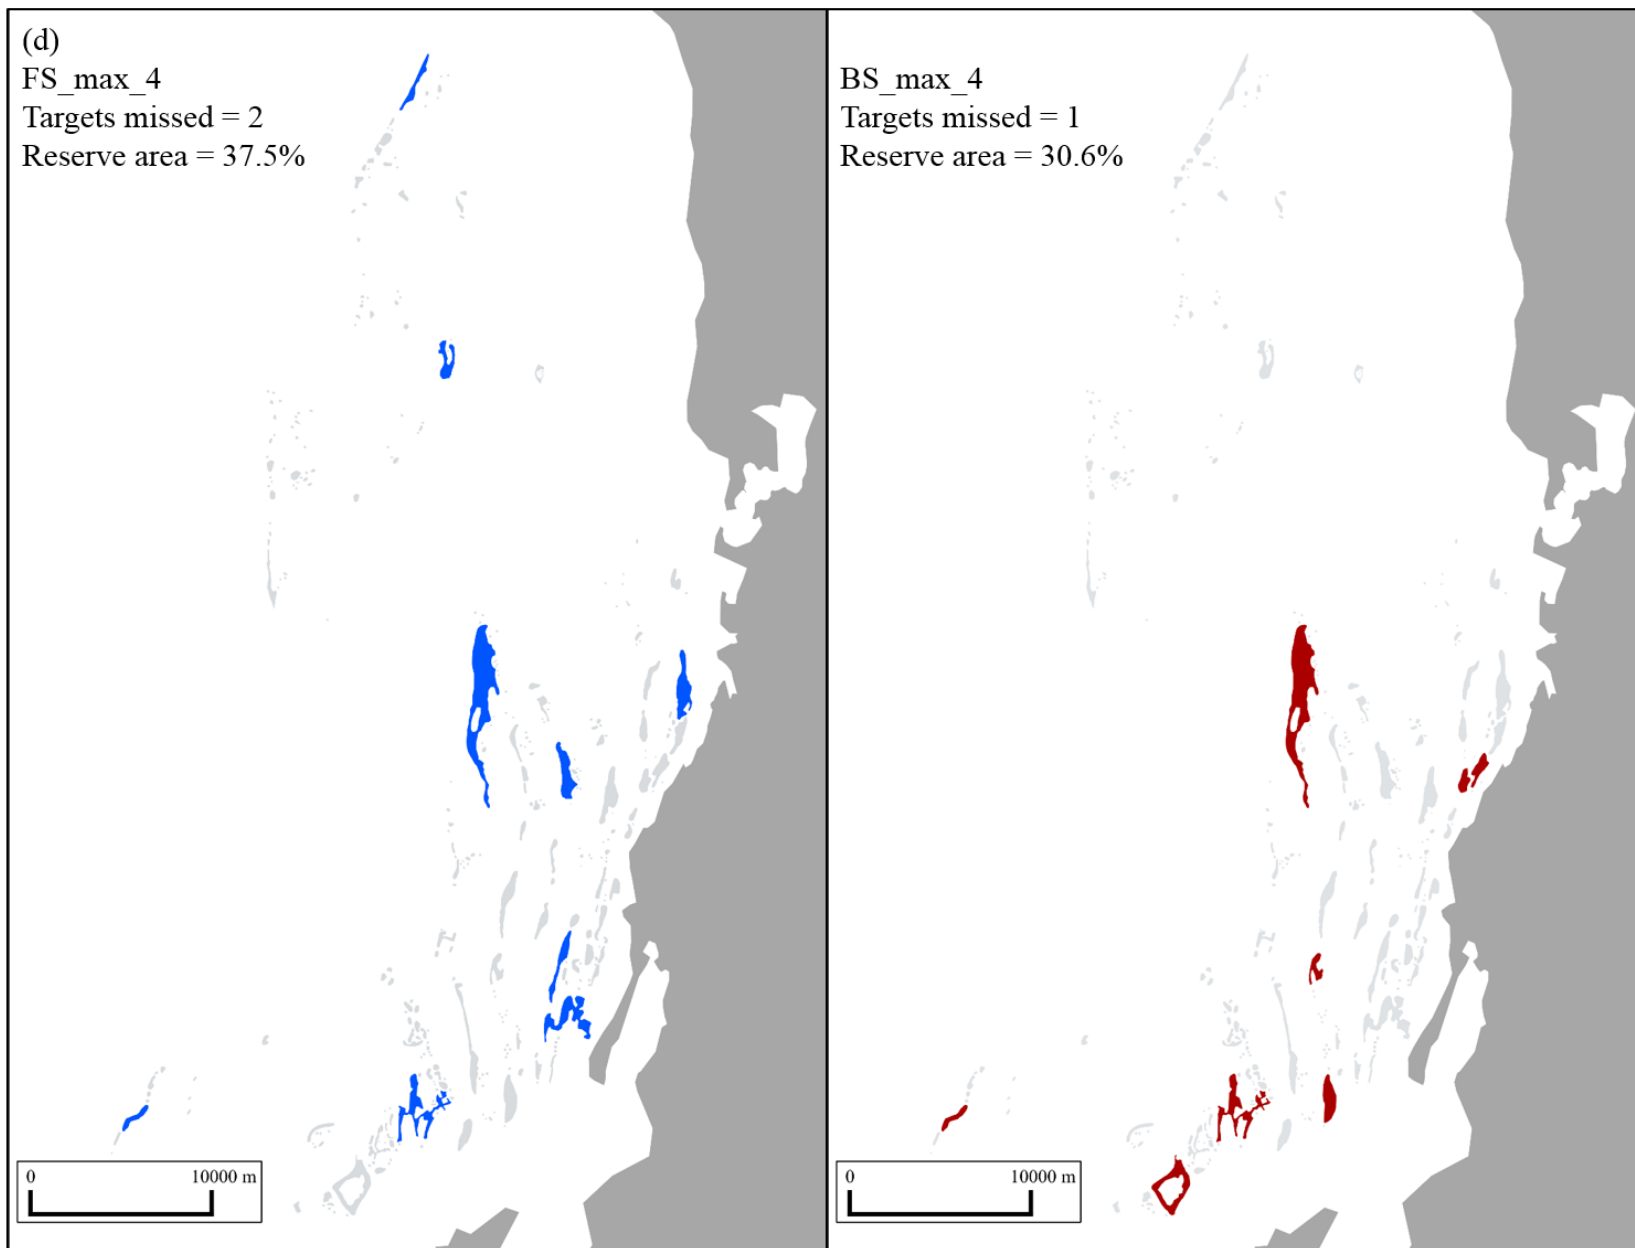 (d)
FS_max_4
Targets missed = 2
Reserve area = 37.5%
BS_max_4
Targets missed = 1
Reserve area = 30.6%
0 10000 m
0 10000 m